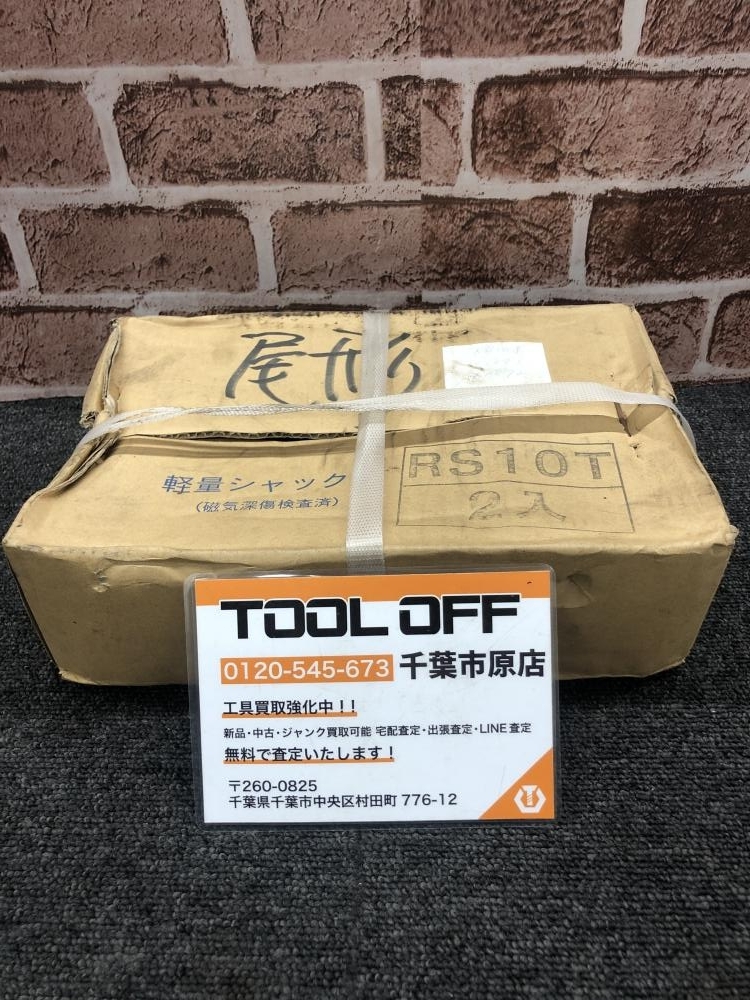 尾形
RS10T
2入
軽量シャックル
(磁気深傷検査済)
TOOL OFF
0120-545-673 千葉市原店
工具買取強化中!!
新品・中古・ジャンク買取可能 宅配査定・出張査定・LINE査定
無料で査定いたします!
〒260-0825
千葉県千葉市中央区村田町 776-12